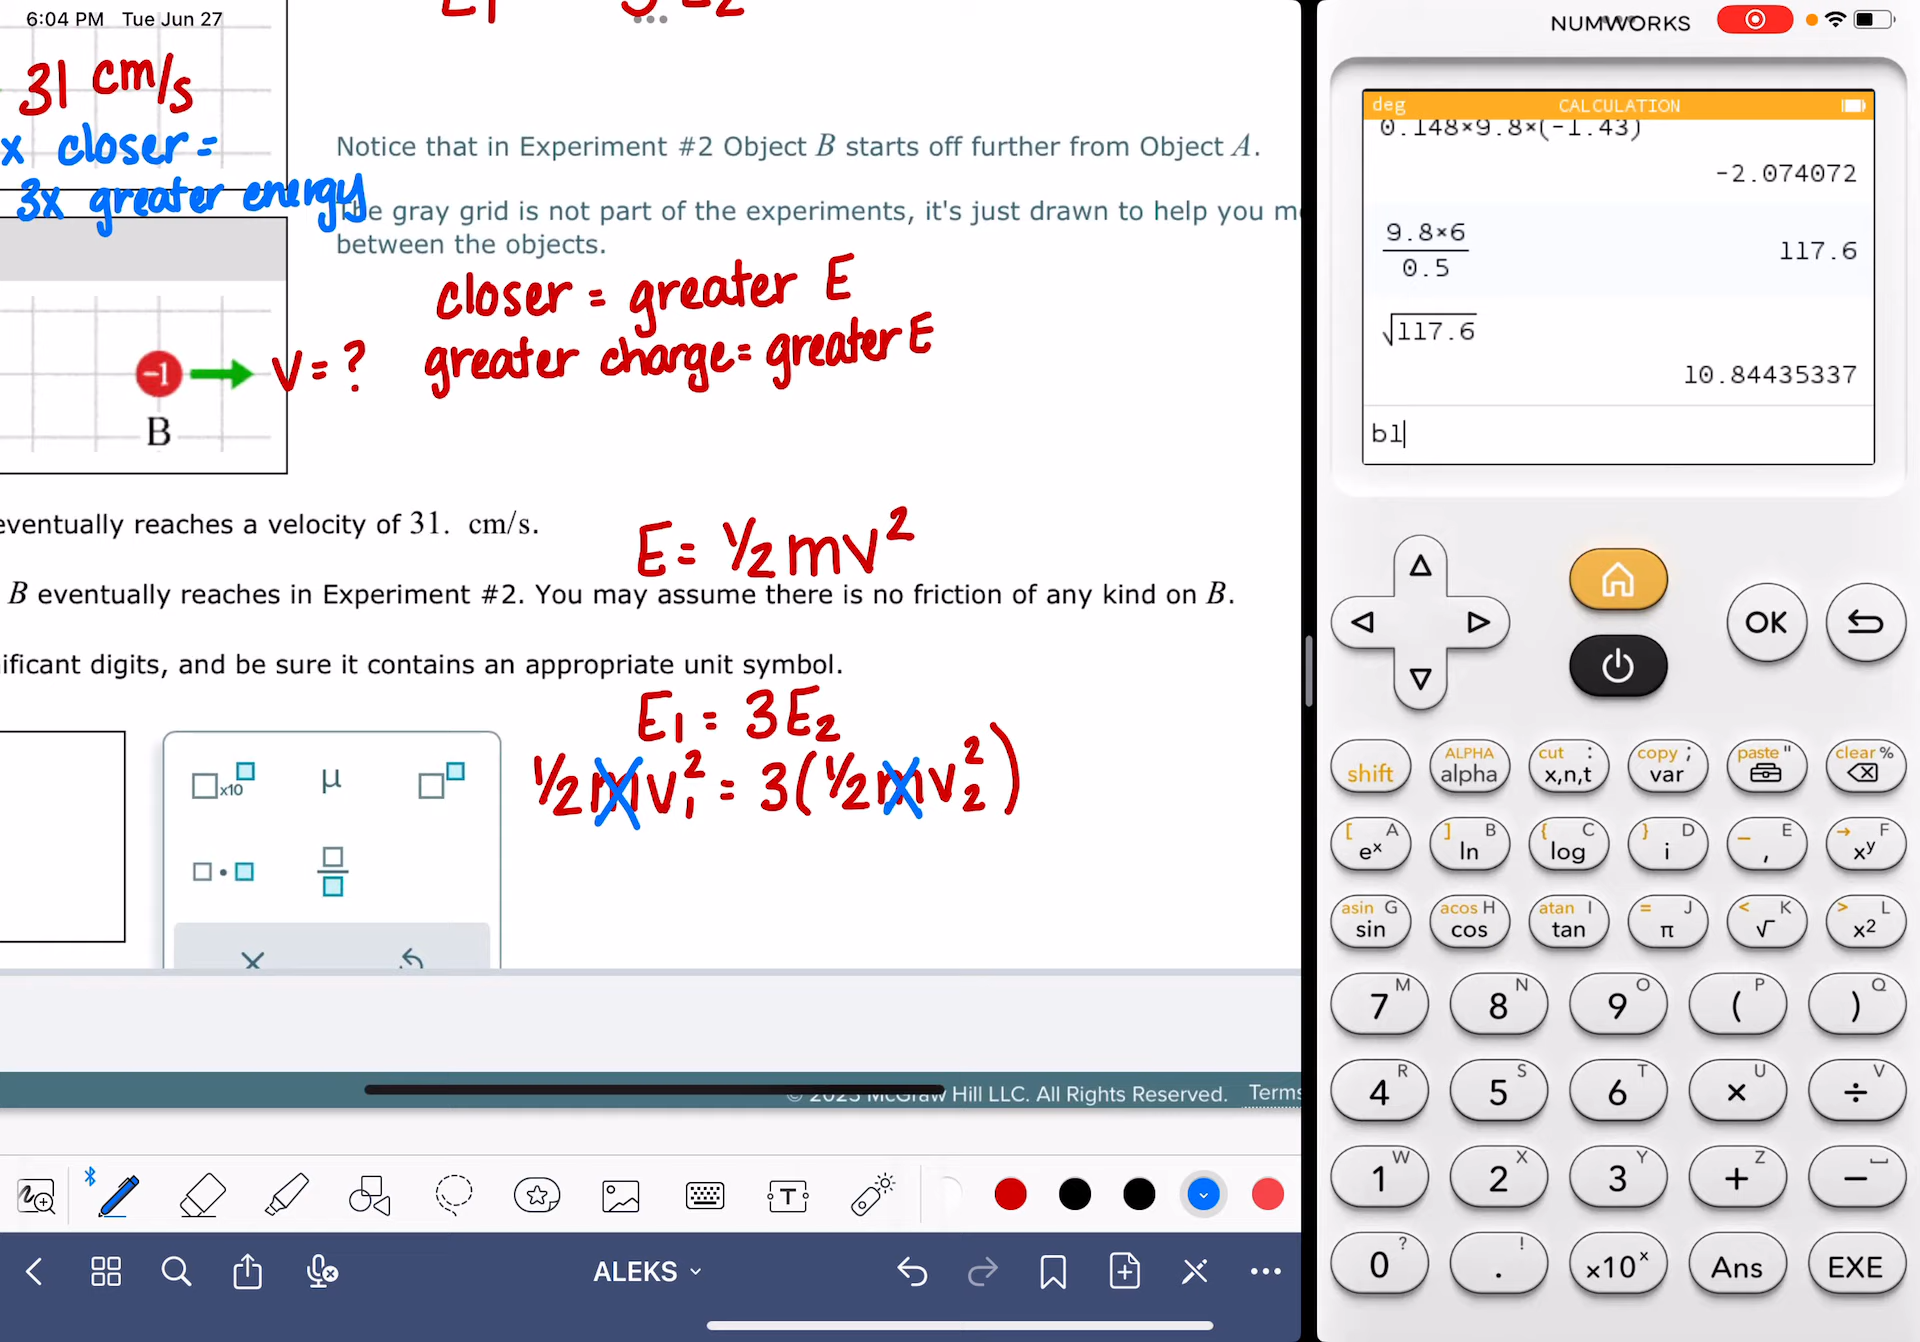 6:04 PM Tue Jun 27
31 cm/s
x closer =
3x greater energy
Notice that in Experiment #2 Object B starts off further from Object A.
he gray grid is not part of the experiments, it's just drawn to help you m
between the objects.
closer = greater E
greater charge = greater E
-1
V = ?
B
eventually reaches a velocity of 31. cm/s.
E = ½mv²
B eventually reaches in Experiment #2. You may assume there is no friction of any kind on B.
ificant digits, and be sure it contains an appropriate unit symbol.
E₁ = 3E₂
½mv₁² = 3(½mv₂²)
□x10□ μ □□
□·□ □/□
Hill LLC. All Rights Reserved. Terms
T
ALEKS
NUMWORKS
deg CALCULATION
0.148×9.8×(-1.43)
-2.074072
9.8×6
0.5
117.6
√117.6
10.84435337
bl
OK
shift
ALPHA alpha
cut : x,n,t
copy ; var
paste "
clear %
[ A eˣ
] B ln
{ C log
} D i
_ E ,
→ F xʸ
asin G sin
acos H cos
atan I tan
= J π
< K √
> L x²
7 M
8 N
9 O
( P
) Q
4 R
5 S
6 T
× U
÷ V
1 W
2 X
3 Y
+ Z
−
0 ?
. !
×10ˣ
Ans
EXE